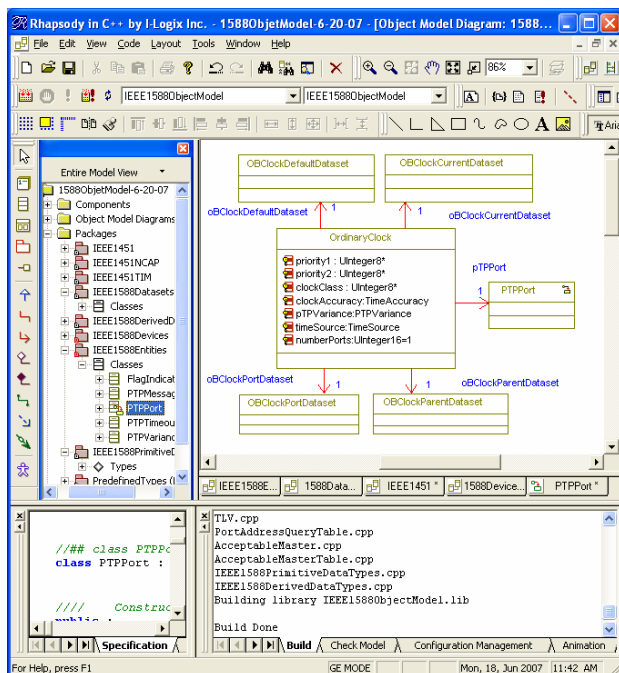 Rhapsody in C++ by I-Logix Inc. - 1588ObjetModel-6-20-07 - [Object Model Diagram: 1588...
File Edit View Code Layout Tools Window Help
86%
IEEE1588ObjectModel IEEE1588ObjectModel
A Aria
Entire Model View
1588ObjetModel-6-20-07
Components
Object Model Diagrams
Packages
IEEE1451
IEEE1451NCAP
IEEE1451TIM
IEEE1588Datasets
Classes
IEEE1588DerivedD
IEEE1588Devices
IEEE1588Entities
Classes
FlagIndicat
PTPMessag
PTPPort
PTPTimeou
PTPVarianc
IEEE1588PrimitiveD
Types
PredefinedTypes (
OBClockDefaultDataset
OBClockCurrentDataset
oBClockDefaultDataset
1
1
oBClockCurrentDataset
OrdinaryClock
priority1 : UInteger8*
priority2 : UInteger8*
clockClass : UInteger8*
clockAccuracy:TimeAccuracy
pTPVariance:PTPVariance
timeSource:TimeSource
numberPorts:UInteger16=1
pTPPort
1
PTPPort
oBClockPortDataset
1
1
oBClockParentDataset
OBClockPortDataset
OBClockParentDataset
IEEE1588E... 1588Data... IEEE1451 * 1588Device... PTPPort *
//## class PTPPo
class PTPPort :
//// Construc
public :
Specification
TLV.cpp
PortAddressQueryTable.cpp
AcceptableMaster.cpp
AcceptableMasterTable.cpp
IEEE1588PrimitiveDataTypes.cpp
IEEE1588DerivedDataTypes.cpp
Building library IEEE1588ObjectModel.lib
Build Done
Build Check Model Configuration Management Animation
For Help, press F1 GE MODE Mon, 18, Jun 2007 11:42 AM